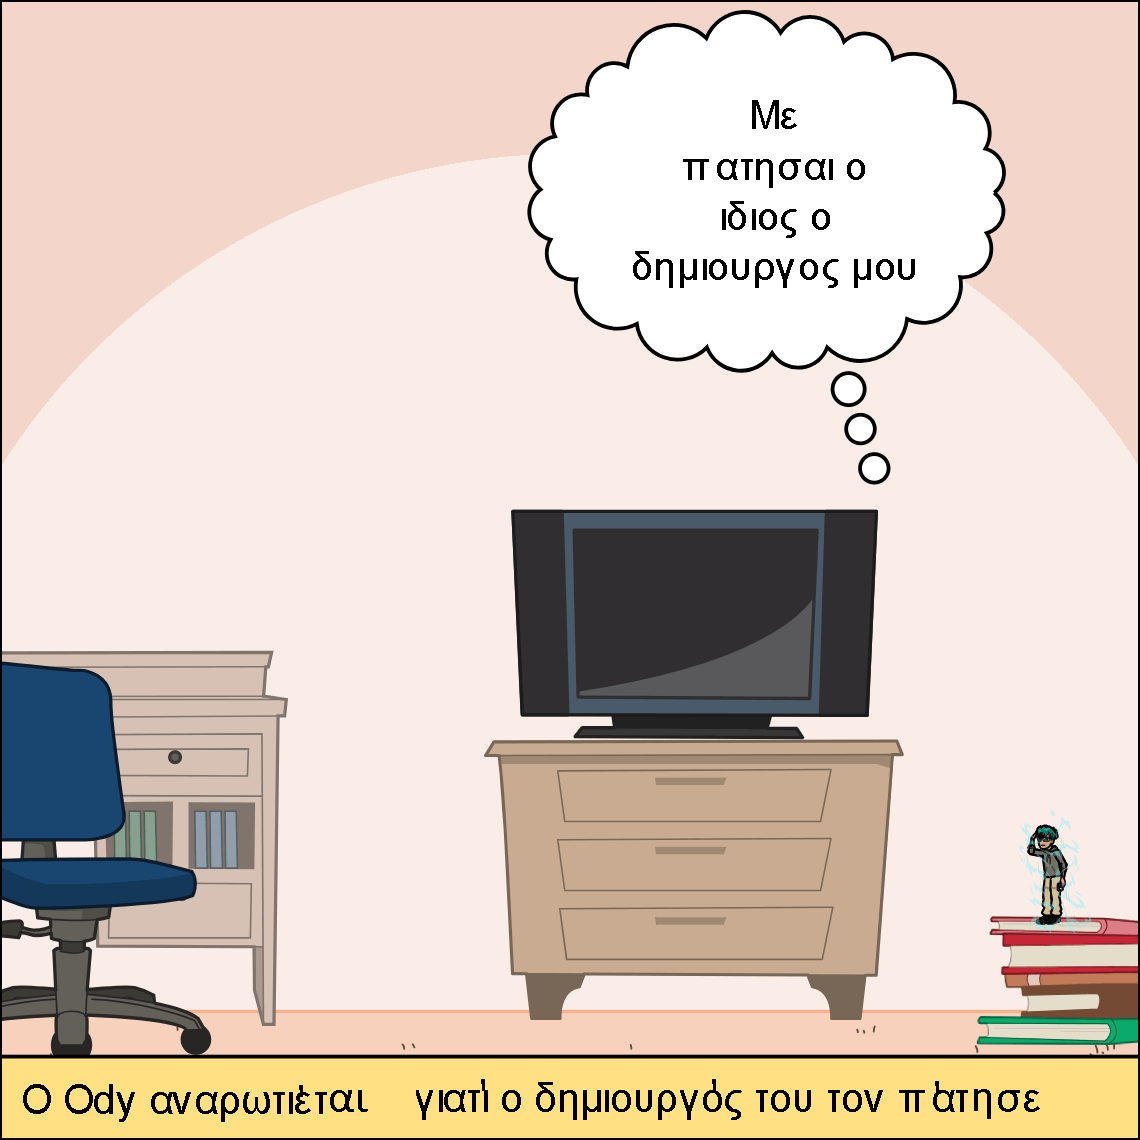 Με
πατησαι ο
ιδιος ο
δημιουργος μου
Ο Ody αναρωτιέται γιατί ο δημιουργός του τον πάτησε